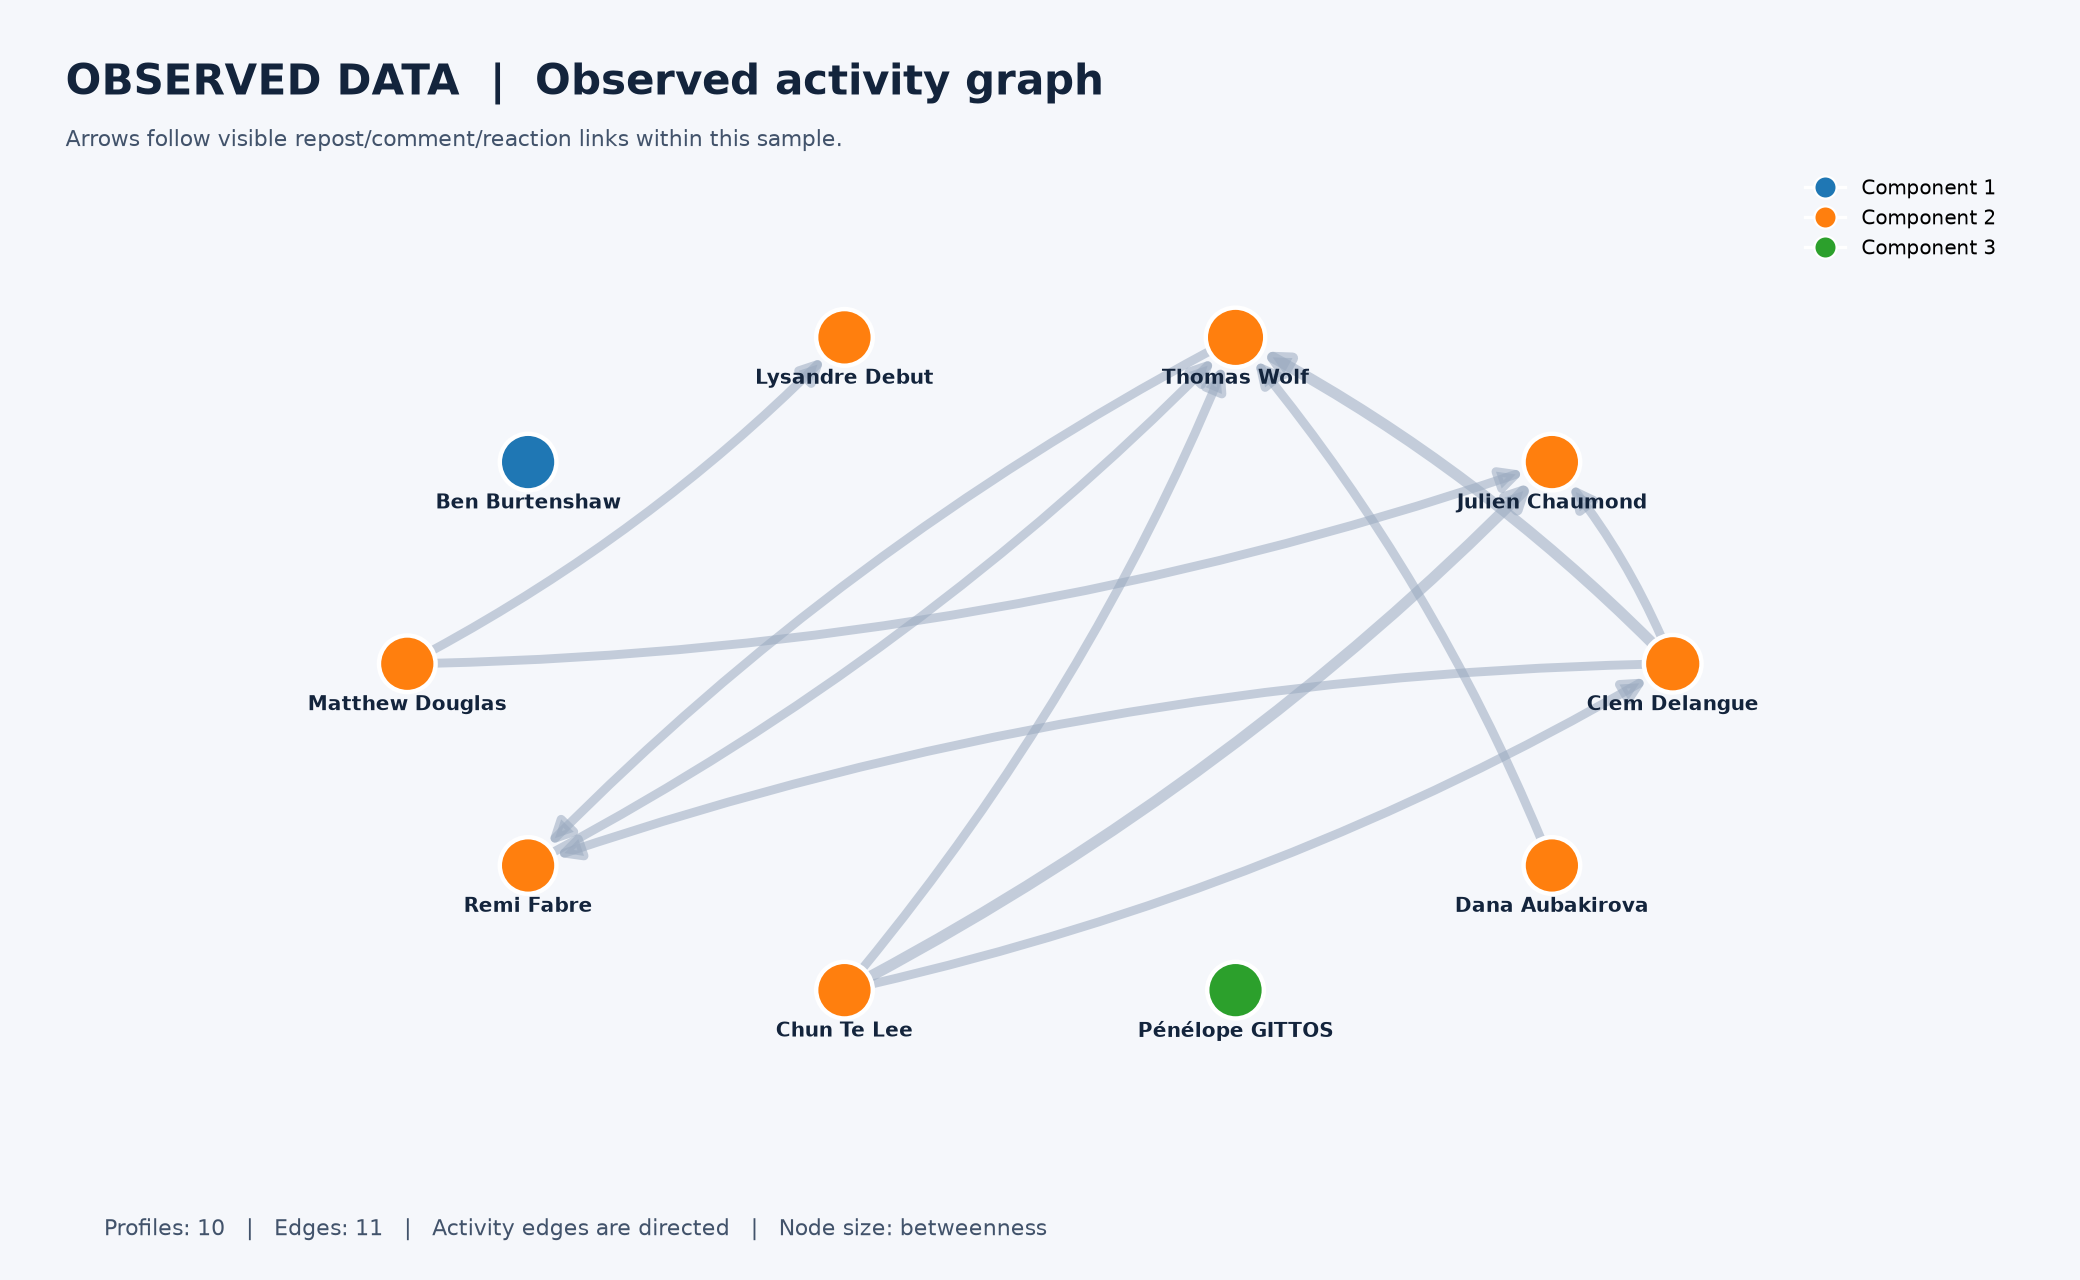 OBSERVED DATA | Observed activity graph
Arrows follow visible repost/comment/reaction links within this sample.
Component 1
Component 2
Component 3
Lysandre Debut
Thomas Wolf
Ben Burtenshaw
Julien Chaumond
Matthew Douglas
Clem Delangue
Remi Fabre
Dana Aubakirova
Chun Te Lee
Pénélope GITTOS
Profiles: 10 | Edges: 11 | Activity edges are directed | Node size: betweenness